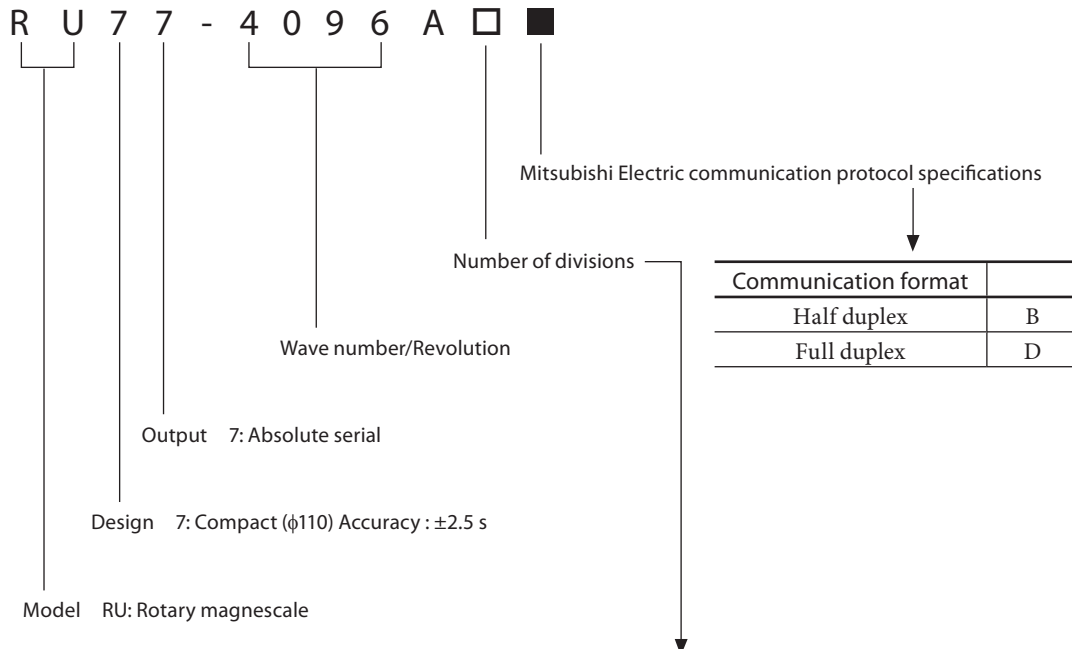 R U 7 7 - 4 0 9 6 A □ ■
Mitsubishi Electric communication protocol specifications
Number of divisions
Communication format
Half duplex B
Full duplex D
Wave number/Revolution
Output 7: Absolute serial
Design 7: Compact (ϕ110) Accuracy : ±2.5 s
Model RU: Rotary magnescale